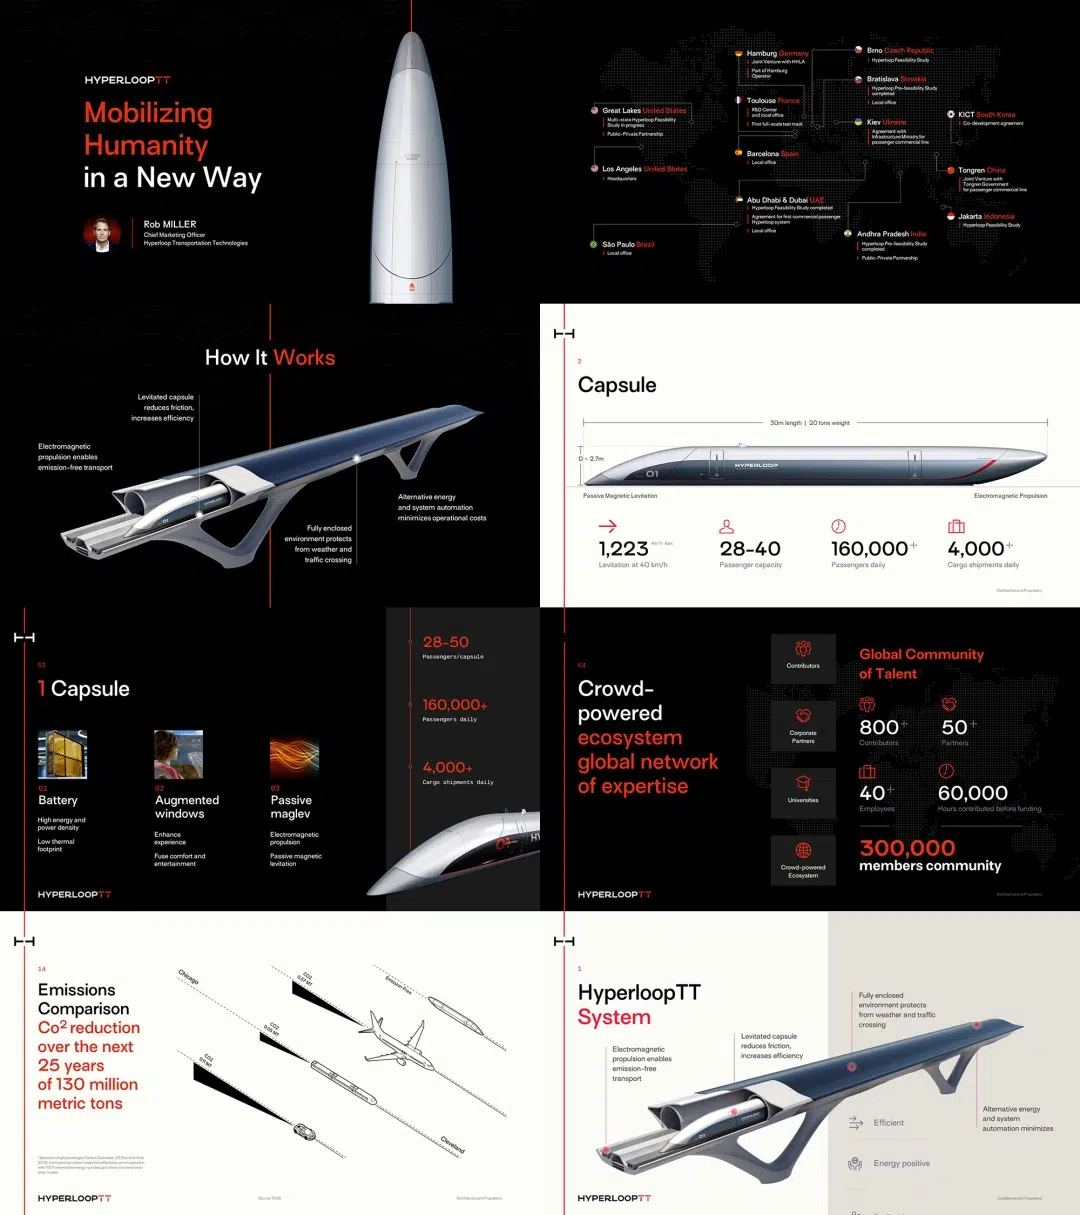 HYPERLOOPTT
Mobilizing
Humanity
in a New Way
Rob MILLER
Chief Marketing Officer
Hyperloop Transportation Technologies
Hamburg Germany
Joint Venture with HHLA
Port of Hamburg
Operator
Brno Czech Republic
Hyperloop Feasibility Study
Bratislava Slovakia
Hyperloop Pre-feasibility Study
completed
Local office
Toulouse France
R&D Center
and local office
First full-scale test track
Great Lakes United States
Multi-state Hyperloop Feasibility
Study in progress
Public-Private Partnership
KICT South Korea
Co-development agreement
Kiev Ukraine
Agreement with
Infrastructure Ministry for
passenger commercial line
Barcelona Spain
Local office
Los Angeles United States
Headquarters
Tongren China
Joint Venture with
Tongren Government
for passenger commercial line
Abu Dhabi & Dubai UAE
Hyperloop Feasibility Study completed
Agreement for first commercial passenger
Hyperloop system
Local office
Jakarta Indonesia
Hyperloop Feasibility Study
Andhra Pradesh India
Hyperloop Pre-feasibility Study
completed
Public-Private Partnership
São Paulo Brazil
Local office
How It Works
Levitated capsule
reduces friction,
increases efficiency
Electromagnetic
propulsion enables
emission-free transport
Alternative energy
and system automation
minimizes operational costs
Fully enclosed
environment protects
from weather and
traffic crossing
01
2
Capsule
30m length | 20 tons weight
D - 2.7m
01
HYPERLOOP
Passive Magnetic Levitation
Electromagnetic Propulsion
1,223
Levitation at 40 km/h
28-40
Passenger capacity
160,000+
Passengers daily
4,000+
Cargo shipments daily
Confidential and Proprietary
52
1 Capsule
01
Battery
High energy and
power density
Low thermal
footprint
02
Augmented
windows
Enhance
experience
Fuse comfort and
entertainment
03
Passive
maglev
Electromagnetic
propulsion
Passive magnetic
levitation
28-50
Passengers/capsule
160,000+
Passengers daily
4,000+
Cargo shipments daily
01
HY
HYPERLOOPTT
64
Crowd-
powered
ecosystem
global network
of expertise
Contributors
Corporate
Partners
Universities
Crowd-powered
Ecosystem
Global Community
of Talent
800+
Contributors
50+
Partners
40+
Employees
60,000
Hours contributed before funding
300,000
members community
HYPERLOOPTT
Confidential and Proprietary
14
Emissions
Comparison
Co2 reduction
over the next
25 years
of 130 million
metric tons
Chicago
CO2
0.07 MT
Emission Free
CO2
0.05 MT
CO2
0.11 MT
Cleveland
HYPERLOOPTT
Confidential and Proprietary
1
HyperloopTT
System
Electromagnetic
propulsion enables
emission-free
transport
Levitated capsule
reduces friction,
increases efficiency
Fully enclosed
environment protects
from weather and traffic
crossing
Alternative energy
and system
automation minimizes
01
Efficient
Energy positive
HYPERLOOPTT
Confidential and Proprietary